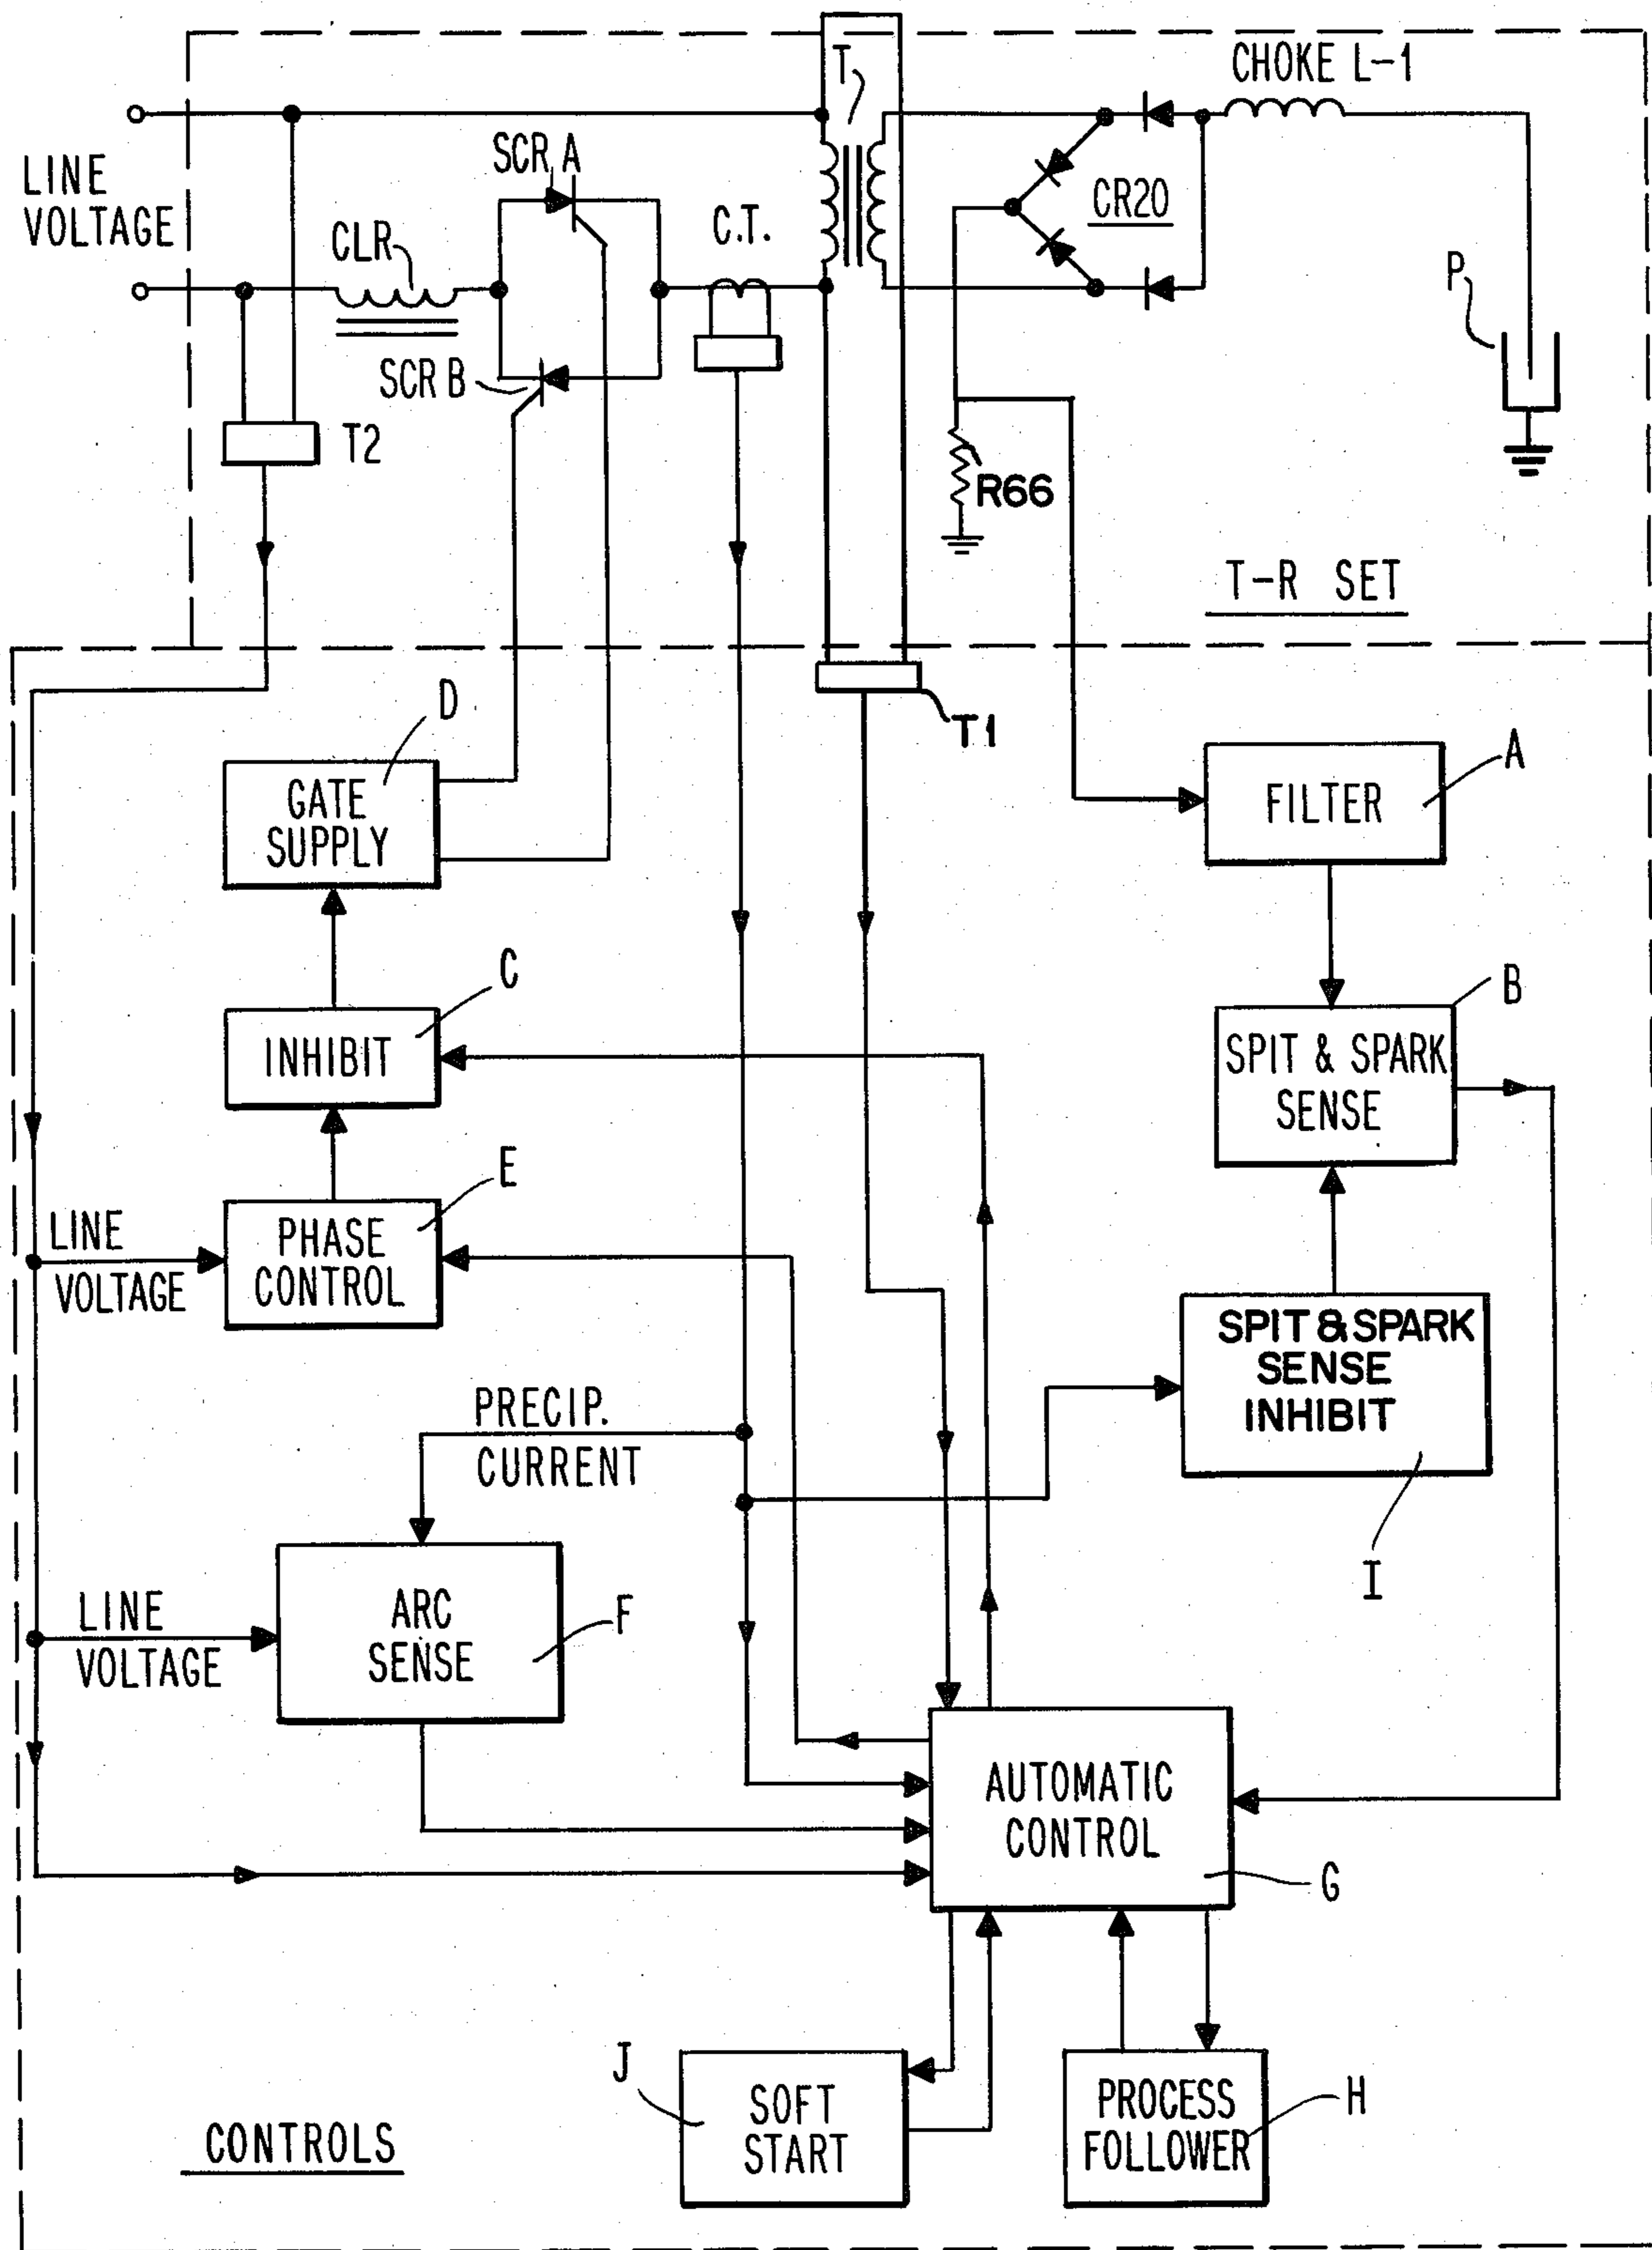 CHOKE L-1
T
SCR A
LINE
VOLTAGE
CLR
C.T.
CR20
P
SCR B
T2
R66
T-R SET
D
T1
A
GATE
SUPPLY
FILTER
C
B
INHIBIT
SPIT & SPARK
SENSE
E
LINE
VOLTAGE
PHASE
CONTROL
SPIT & SPARK
SENSE
INHIBIT
PRECIP.
CURRENT
I
LINE
VOLTAGE
ARC
SENSE
F
AUTOMATIC
CONTROL
G
J
SOFT
START
PROCESS
FOLLOWER
H
CONTROLS